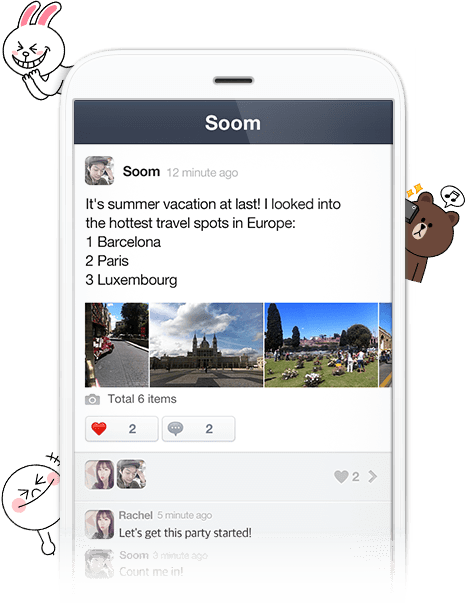 Soom
Soom 12 minute ago
It's summer vacation at last! I looked into
the hottest travel spots in Europe:
1 Barcelona
2 Paris
3 Luxembourg
Total 6 items
2 2
2
Rachel 5 minute ago
Let's get this party started!
Soom 3 minute ago
Count me in!